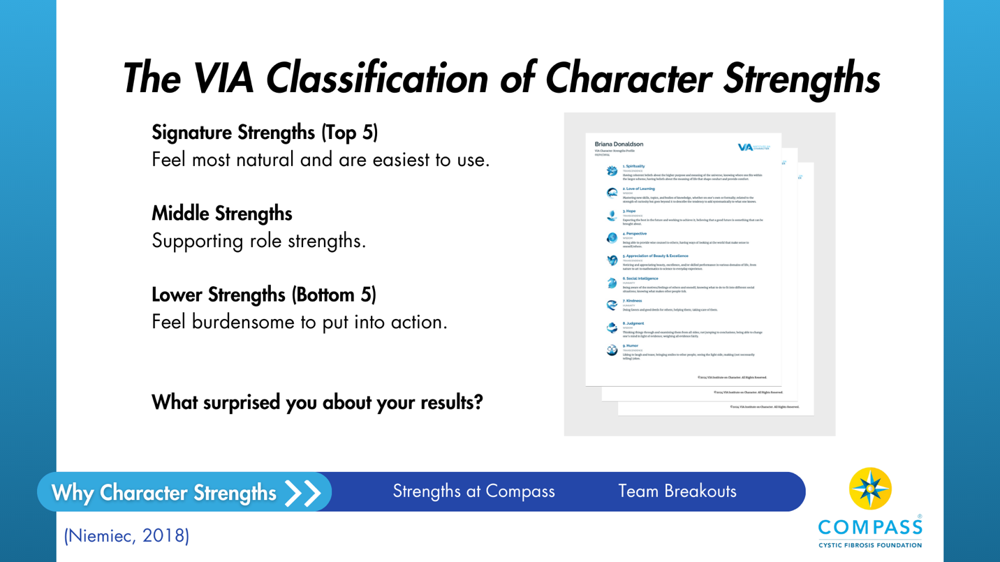 The VIA Classification of Character Strengths
Signature Strengths (Top 5)
Feel most natural and are easiest to use.
Middle Strengths
Supporting role strengths.
Lower Strengths (Bottom 5)
Feel burdensome to put into action.
What surprised you about your results?
Briana Donaldson
VIA Character Strengths Profile
VIA INSTITUTE ON
CHARACTER
1. Spirituality
TRANSCENDENCE
Having coherent beliefs about the higher purpose and meaning of the universe; knowing where one fits within
the larger scheme; having beliefs about the meaning of life that shape conduct and provide comfort.
2. Love of Learning
WISDOM
Mastering new skills, topics, and bodies of knowledge, whether on one's own or formally; related to the
strength of curiosity but goes beyond it to describe the tendency to add systematically to what one knows.
3. Hope
TRANSCENDENCE
Expecting the best in the future and working to achieve it; believing that a good future is something that can be
brought about.
4. Perspective
WISDOM
Being able to provide wise counsel to others; having ways of looking at the world that make sense to
oneself/others.
5. Appreciation of Beauty & Excellence
TRANSCENDENCE
Noticing and appreciating beauty, excellence, and/or skilled performance in various domains of life, from
nature to art to mathematics to science to everyday experience.
6. Social Intelligence
HUMANITY
Being aware of the motives/feelings of others and oneself; knowing what to do to fit into different social
situations; knowing what makes other people tick.
7. Kindness
HUMANITY
Doing favors and good deeds for others; helping them; taking care of them.
8. Judgment
WISDOM
Thinking things through and examining them from all sides; not jumping to conclusions; being able to change
one's mind in light of evidence; weighing all evidence fairly.
9. Humor
TRANSCENDENCE
Liking to laugh and tease; bringing smiles to other people; seeing the light side; making (not necessarily
telling) jokes.
©2024 VIA Institute on Character. All Rights Reserved.
©2024 VIA Institute on Character. All Rights Reserved.
©2024 VIA Institute on Character. All Rights Reserved.
Why Character Strengths
Strengths at Compass
Team Breakouts
COMPASS®
CYSTIC FIBROSIS FOUNDATION
(Niemiec, 2018)